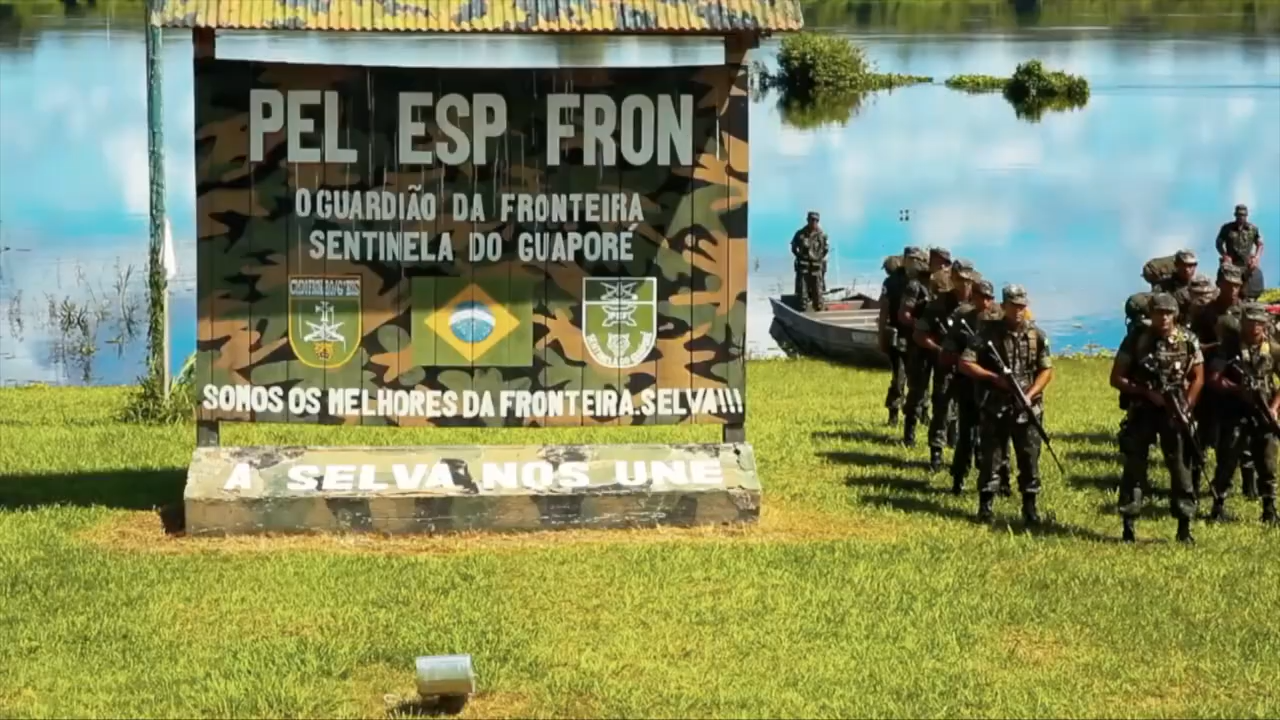 PEL ESP FRON
O GUARDIÃO DA FRONTEIRA
SENTINELA DO GUAPORÉ
SOMOS OS MELHORES DA FRONTEIRA.SELVA!!!
A SELVA NOS UNE